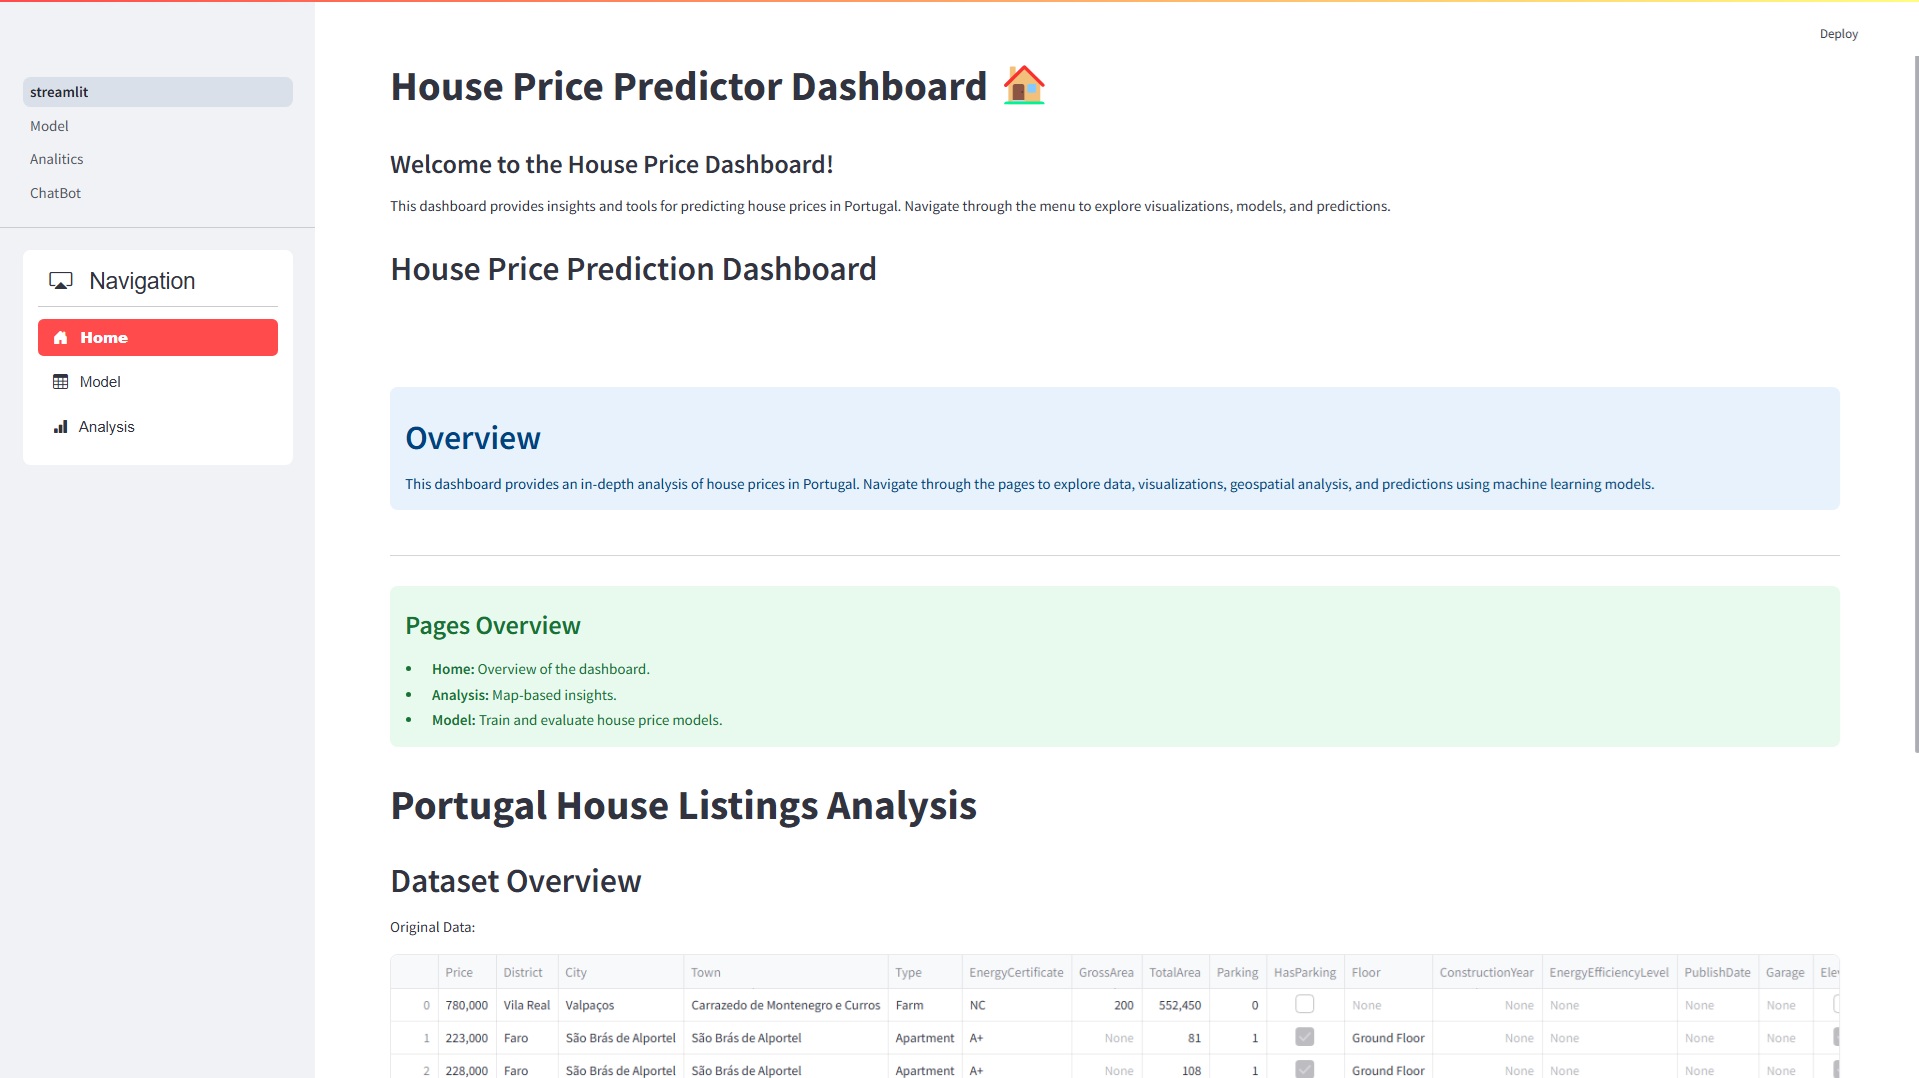 Deploy
streamlit
Model
Analitics
ChatBot
Navigation
Home
Model
Analysis
House Price Predictor Dashboard
Welcome to the House Price Dashboard!
This dashboard provides insights and tools for predicting house prices in Portugal. Navigate through the menu to explore visualizations, models, and predictions.
House Price Prediction Dashboard
Overview
This dashboard provides an in-depth analysis of house prices in Portugal. Navigate through the pages to explore data, visualizations, geospatial analysis, and predictions using machine learning models.
Pages Overview
• Home: Overview of the dashboard.
• Analysis: Map-based insights.
• Model: Train and evaluate house price models.
Portugal House Listings Analysis
Dataset Overview
Original Data:
Price District City Town Type EnergyCertificate GrossArea TotalArea Parking HasParking Floor ConstructionYear EnergyEfficiencyLevel PublishDate Garage
0 780,000 Vila Real Valpaços Carrazedo de Montenegro e Curros Farm NC 200 552,450 0 None None None None None
1 223,000 Faro São Brás de Alportel São Brás de Alportel Apartment A+ None 81 1 Ground Floor None None None None
2 228,000 Faro São Brás de Alportel São Brás de Alportel Apartment A+ None 108 1 Ground Floor None None None None